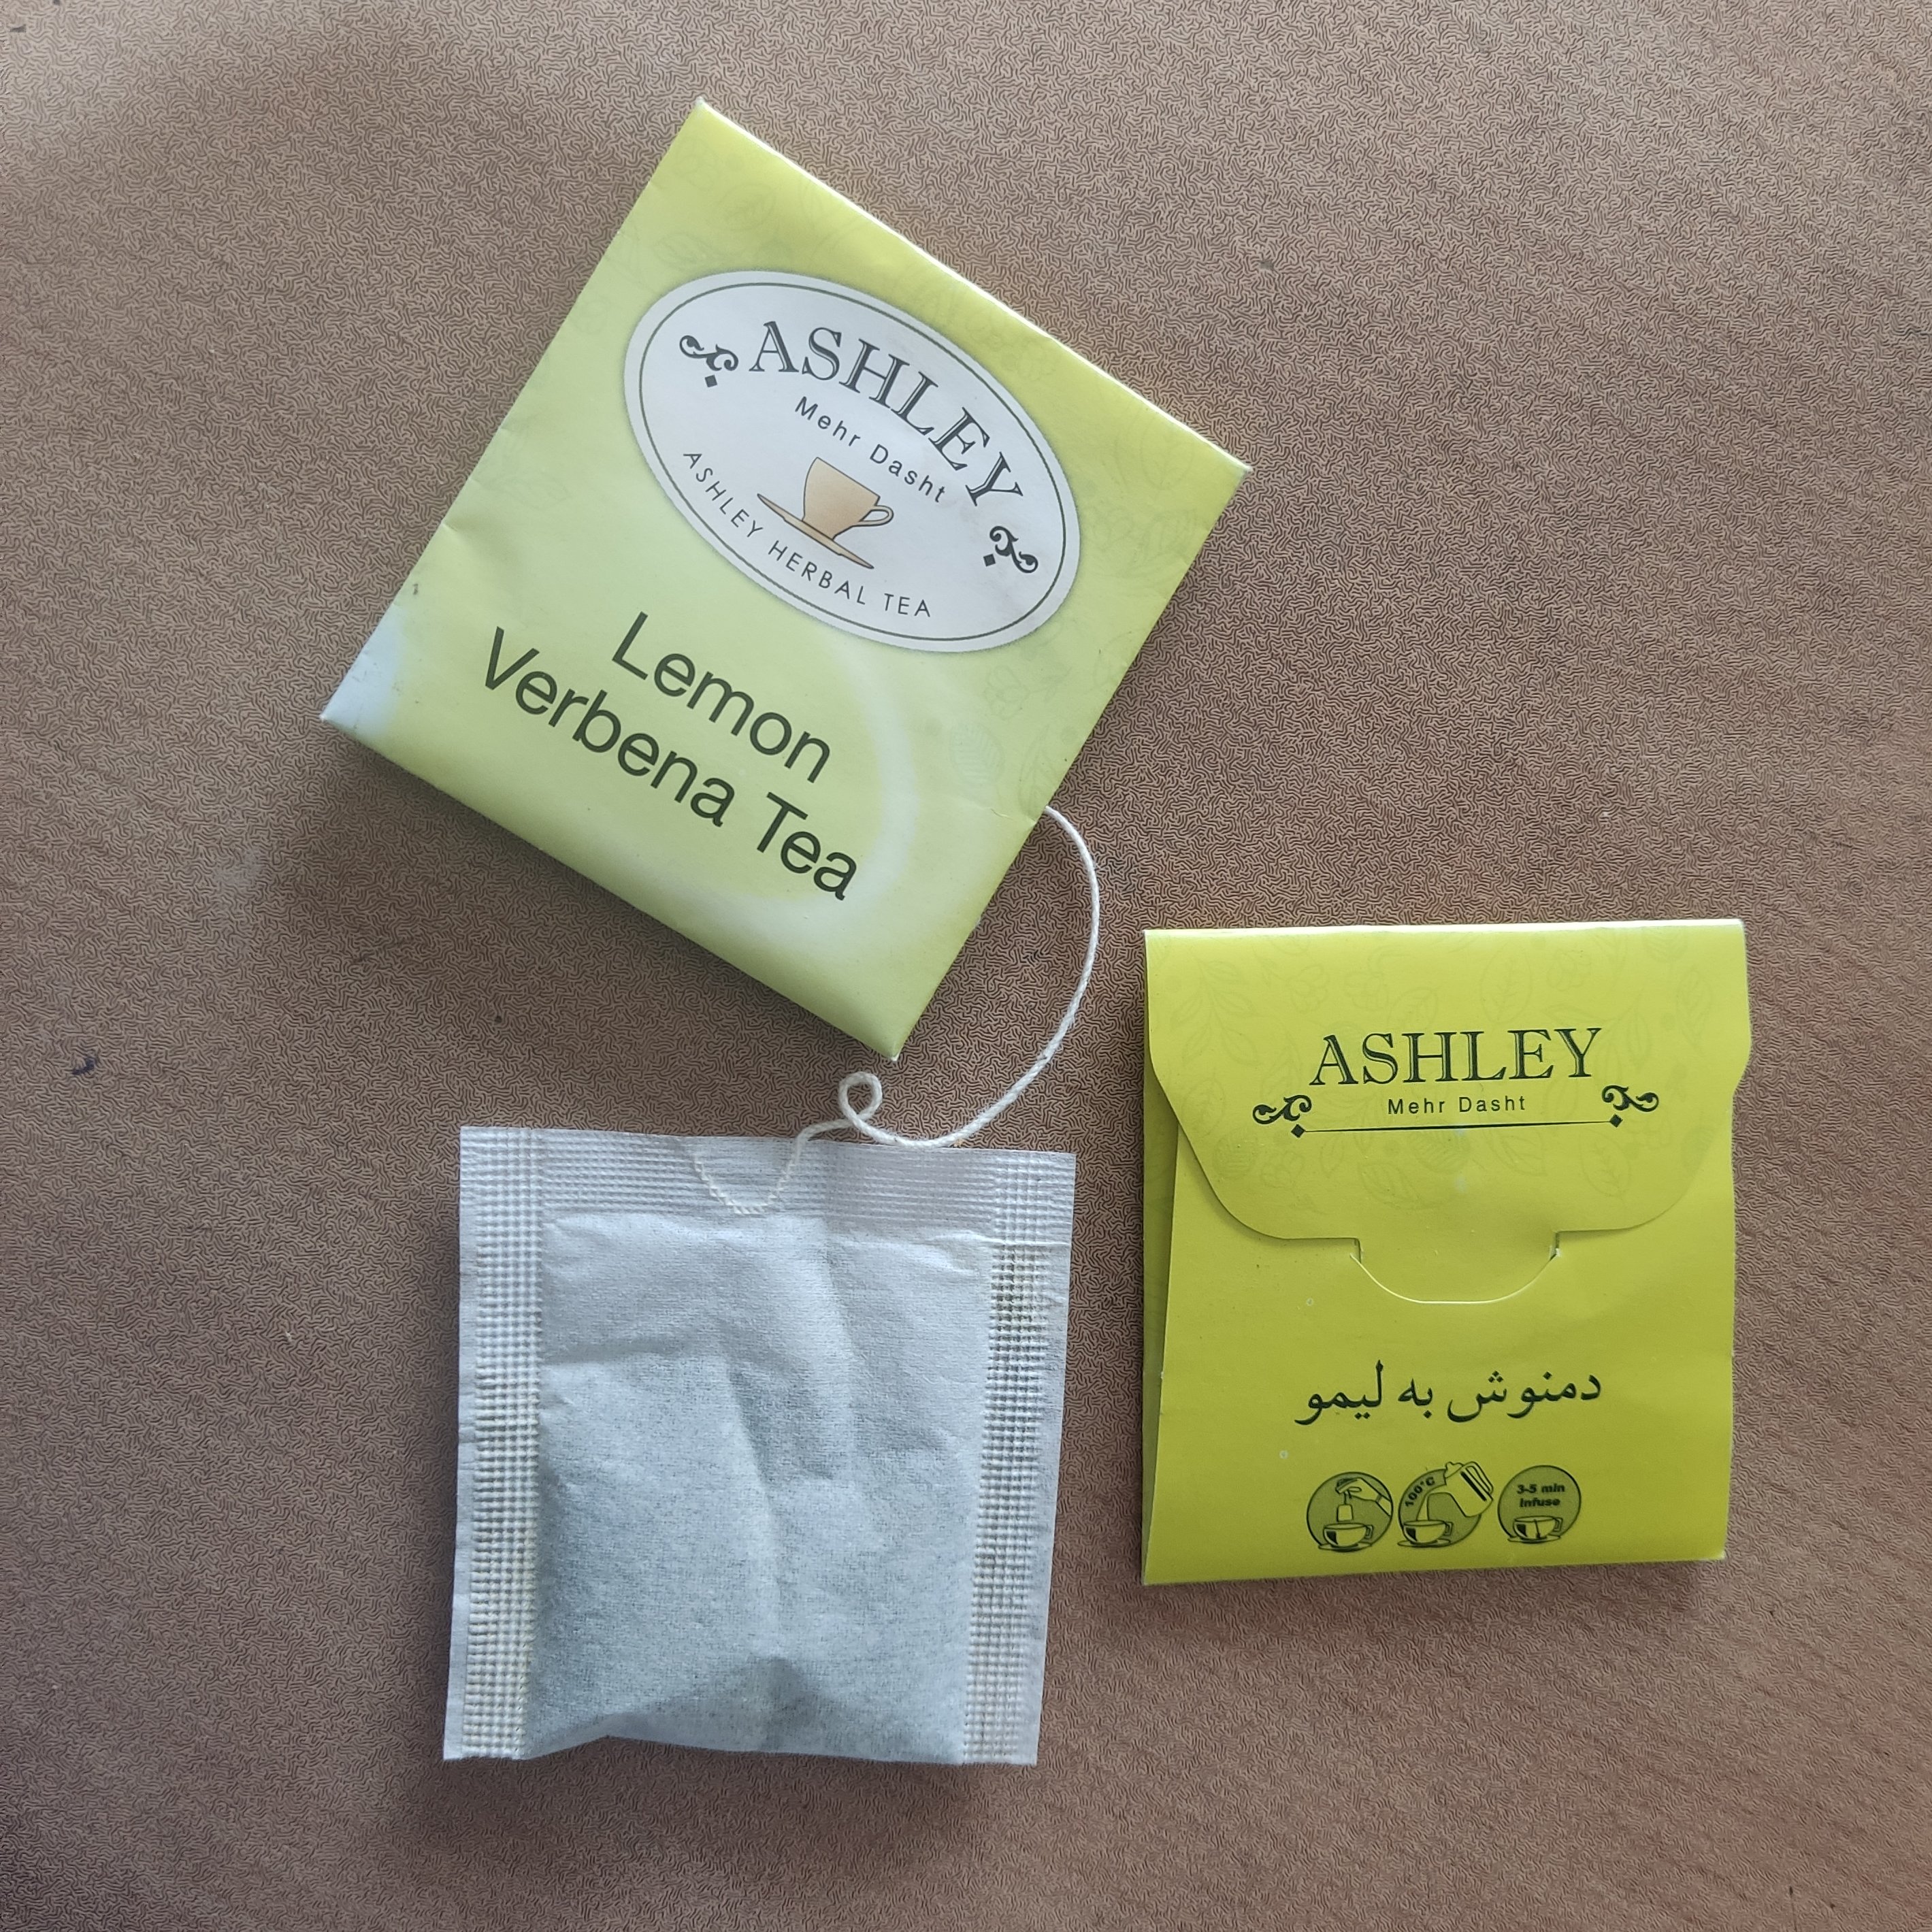 ASHLEY
Mehr Dasht
ASHLEY HERBAL TEA
Lemon
Verbena Tea
ASHLEY
Mehr Dasht
دمنوش به لیمو
100°C
3-5 min
infuse